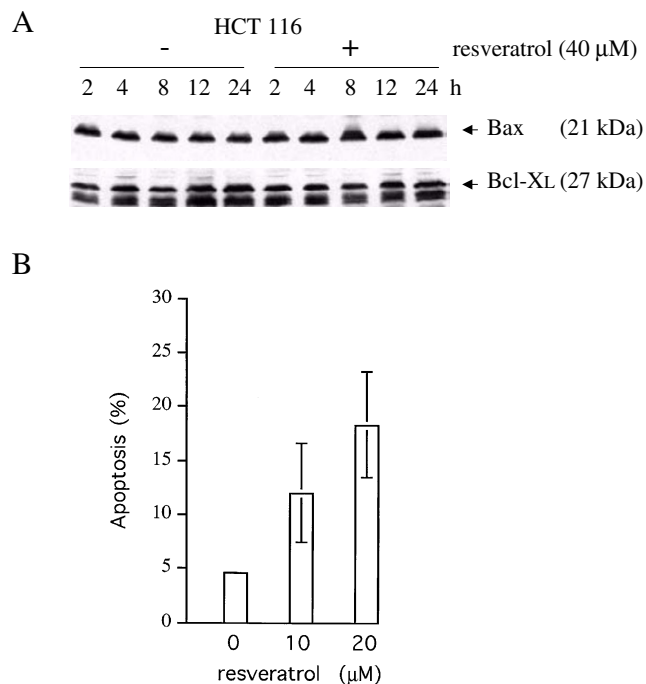 A
HCT 116
- + resveratrol (40 µM)
2 4 8 12 24 2 4 8 12 24 h
Bax (21 kDa)
Bcl-XL (27 kDa)
B
30
25
20
15
10
5
0
Apoptosis (%)
0 10 20
resveratrol (µM)